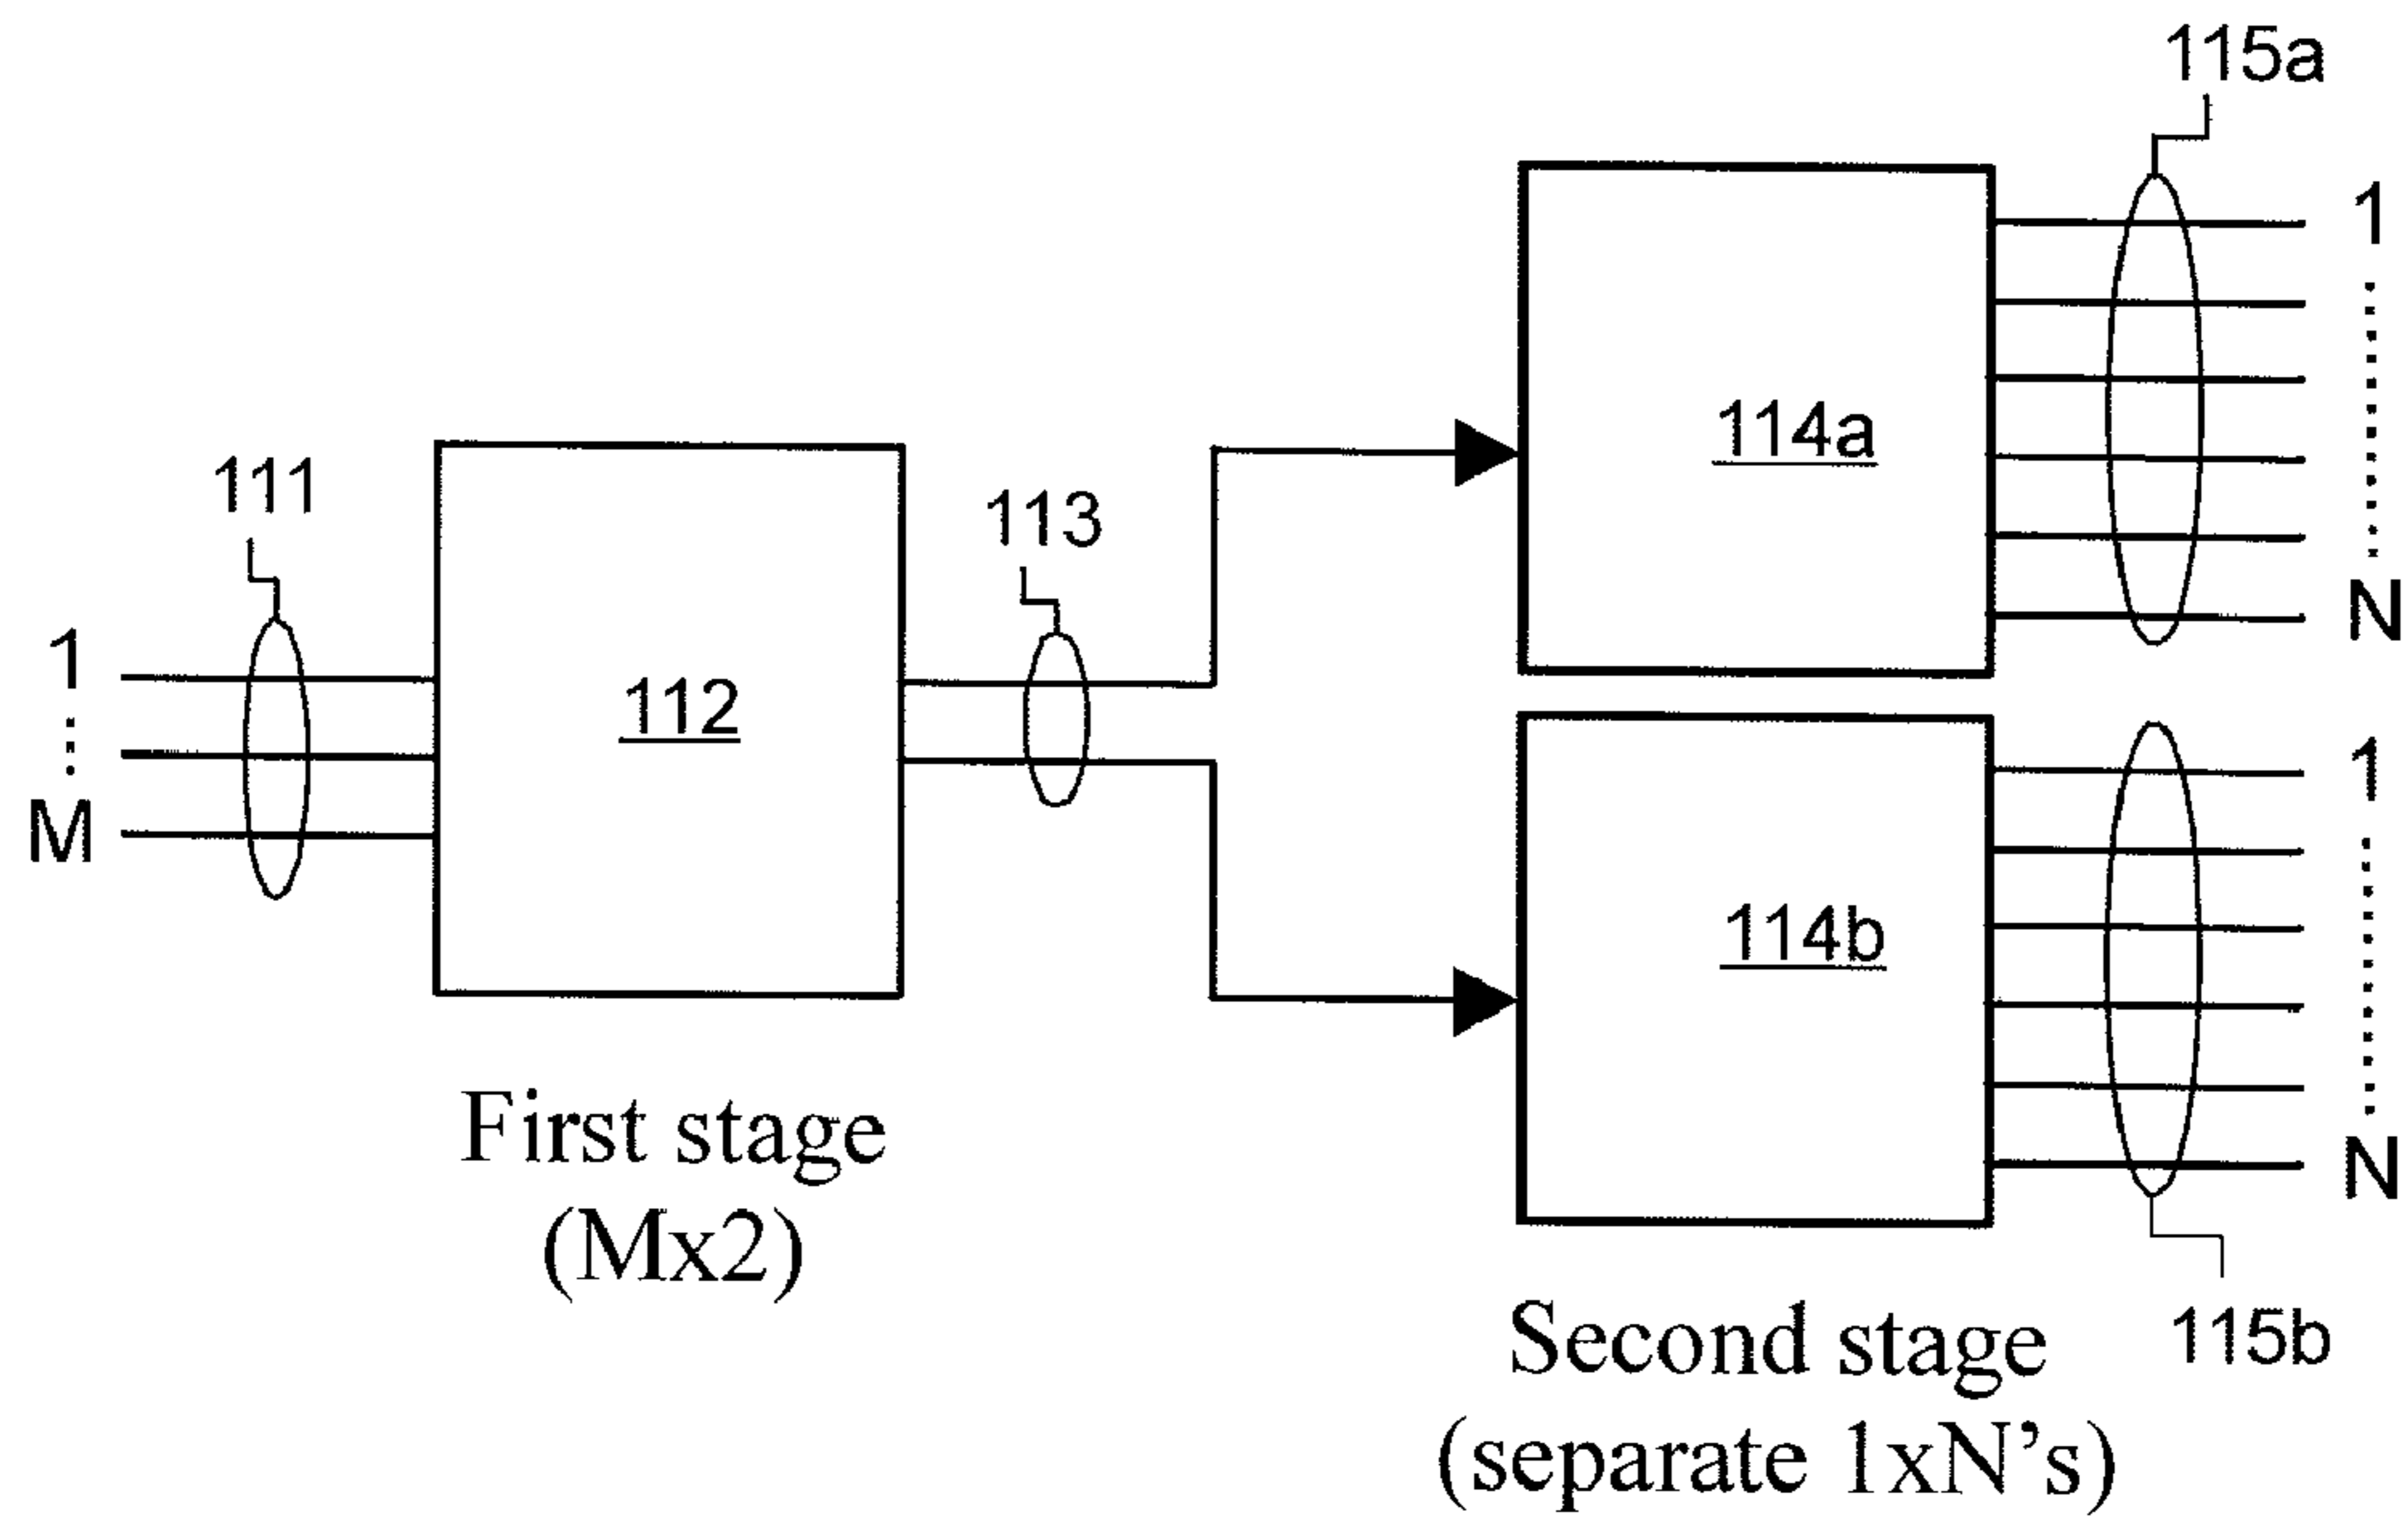 115a
1
N
114a
111
113
1
M
112
1
N
114b
First stage
(Mx2)
115b
Second stage
(separate 1xN’s)